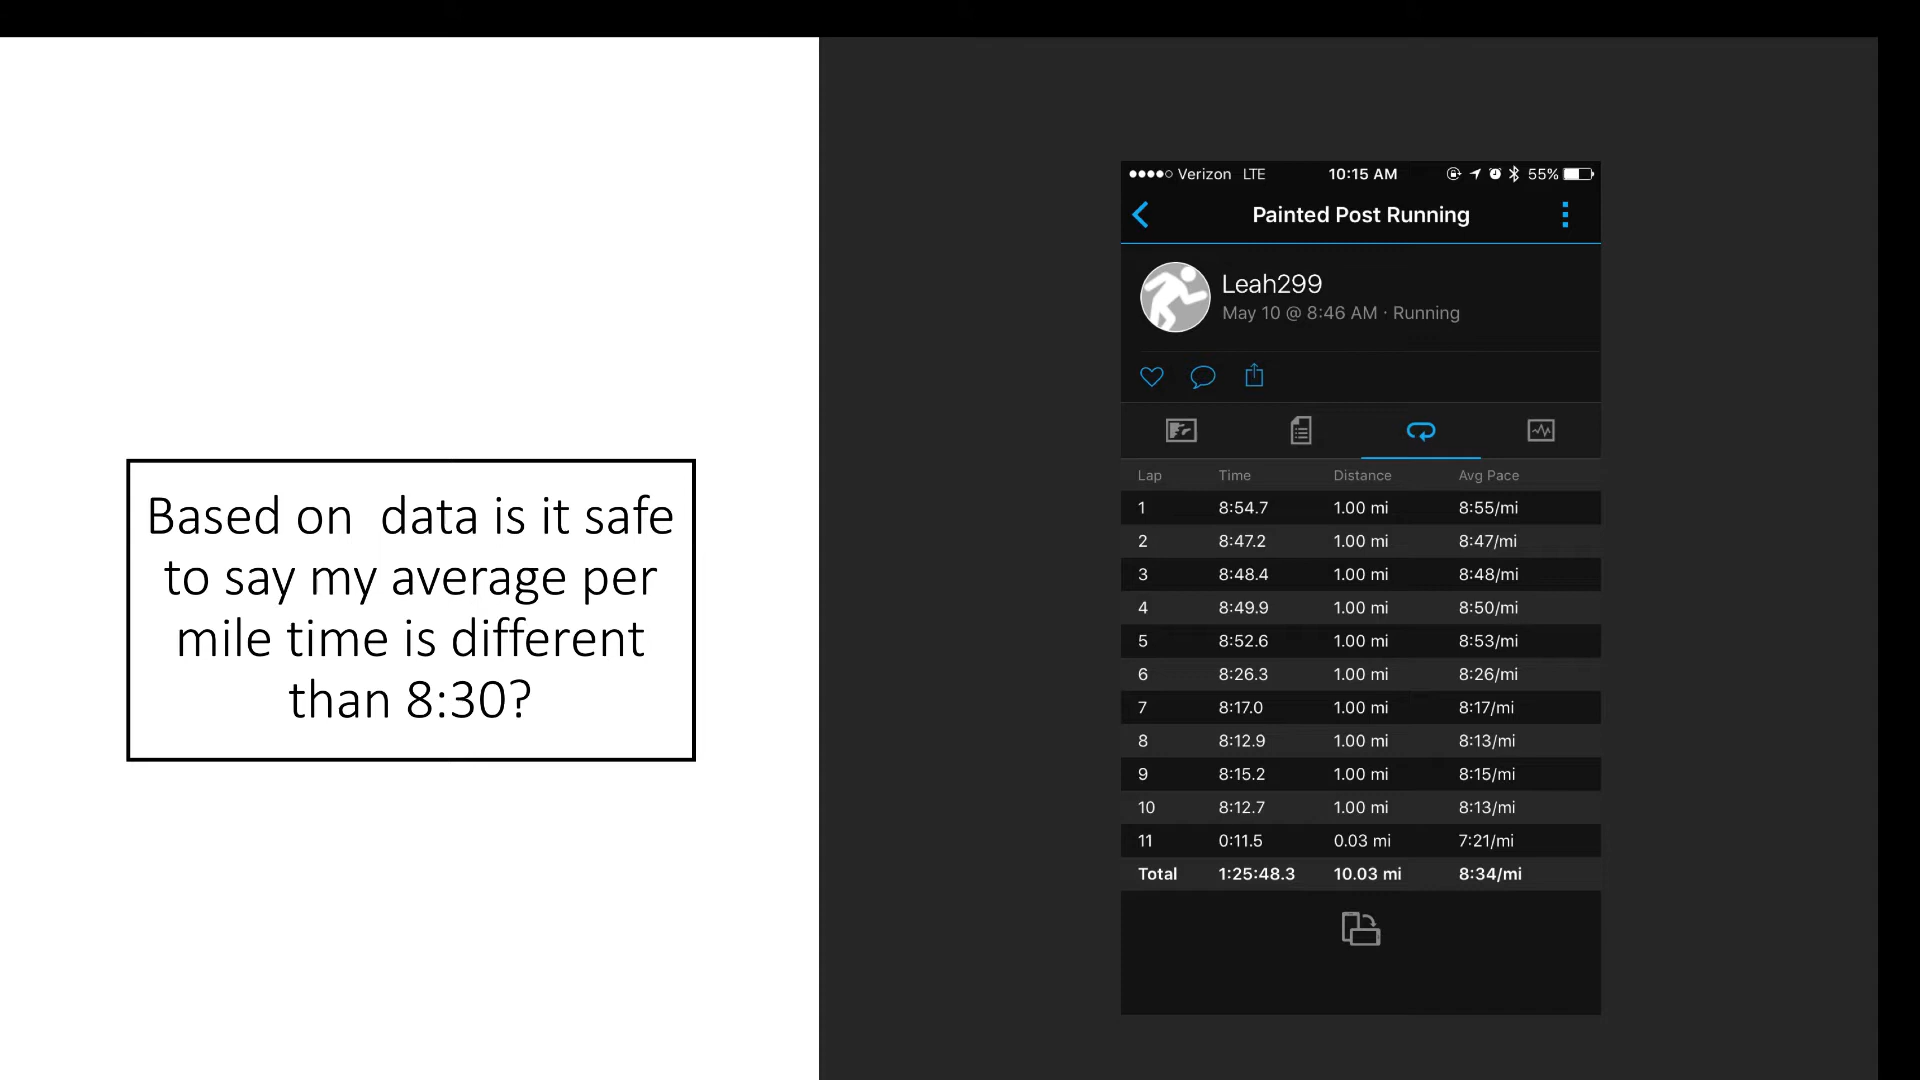 Based on data is it safe
to say my average per
mile time is different
than 8:30?
Verizon LTE 10:15 AM 55%
Painted Post Running
Leah299
May 10 @ 8:46 AM · Running
Lap Time Distance Avg Pace
1 8:54.7 1.00 mi 8:55/mi
2 8:47.2 1.00 mi 8:47/mi
3 8:48.4 1.00 mi 8:48/mi
4 8:49.9 1.00 mi 8:50/mi
5 8:52.6 1.00 mi 8:53/mi
6 8:26.3 1.00 mi 8:26/mi
7 8:17.0 1.00 mi 8:17/mi
8 8:12.9 1.00 mi 8:13/mi
9 8:15.2 1.00 mi 8:15/mi
10 8:12.7 1.00 mi 8:13/mi
11 0:11.5 0.03 mi 7:21/mi
Total 1:25:48.3 10.03 mi 8:34/mi